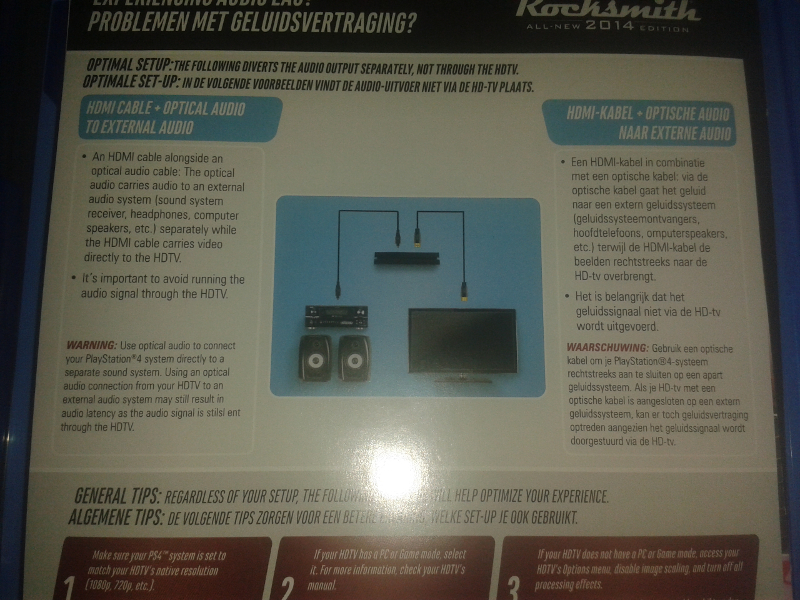 EXPERIENCING AUDIO LAG?
PROBLEMEN MET GELUIDSVERTRAGING?
Rocksmith
ALL-NEW 2014 EDITION
OPTIMAL SETUP: THE FOLLOWING DIVERTS THE AUDIO OUTPUT SEPARATELY, NOT THROUGH THE HDTV.
OPTIMALE SET-UP: IN DE VOLGENDE VOORBEELDEN VINDT DE AUDIO-UITVOER NIET VIA DE HD-TV PLAATS.
HDMI CABLE + OPTICAL AUDIO
TO EXTERNAL AUDIO
• An HDMI cable alongside an
optical audio cable: The optical
audio carries audio to an external
audio system (sound system
receiver, headphones, computer
speakers, etc.) separately while
the HDMI cable carries video
directly to the HDTV.
• It's important to avoid running the
audio signal through the HDTV.
WARNING: Use optical audio to connect
your PlayStation®4 system directly to a
separate sound system. Using an optical
audio connection from your HDTV to an
external audio system may still result in
audio latency as the audio signal is stilsl ent
through the HDTV.
HDMI-KABEL + OPTISCHE AUDIO
NAAR EXTERNE AUDIO
• Een HDMI-kabel in combinatie
met een optische kabel: via de
optische kabel gaat het geluid
naar een extern geluidssysteem
(geluidssysteemontvangers,
hoofdtelefoons, omputerspeakers,
etc.) terwijl de HDMI-kabel de
beelden rechtstreeks naar de
HD-tv overbrengt.
• Het is belangrijk dat het
geluidssignaal niet via de HD-tv
wordt uitgevoerd.
WAARSCHUWING: Gebruik een optische
kabel om je PlayStation®4-systeem
rechtstreeks aan te sluiten op een apart
geluidssysteem. Als je HD-tv met een
optische kabel is aangesloten op een extern
geluidssysteem, kan er toch geluidsvertraging
optreden aangezien het geluidssignaal wordt
doorgestuurd via de HD-tv.
GENERAL TIPS: REGARDLESS OF YOUR SETUP, THE FOLLOWING WILL HELP OPTIMIZE YOUR EXPERIENCE.
ALGEMENE TIPS: DE VOLGENDE TIPS ZORGEN VOOR EEN BETERE WELKE SET-UP JE OOK GEBRUIKT.
1 Make sure your PS4™ system is set
to match your HDTV's native resolution
(1080p, 720p, etc.).
2 If your HDTV has a PC or Game mode, select
it. For more information, check your HDTV's
manual.
3 If your HDTV does not have a PC or Game mode, access your
HDTV's Options menu, disable image scaling, and turn off all
processing effects.